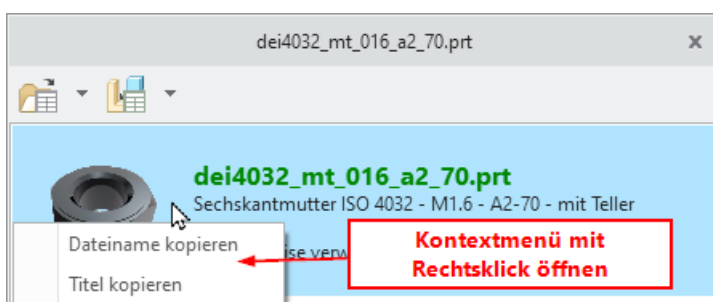 dei4032_mt_016_a2_70.prt
dei4032_mt_016_a2_70.prt
Sechskantmutter ISO 4032 - M1.6 - A2-70 - mit Teller
Dateiname kopieren
Kontextmenü mit
Rechtsklick öffnen
Titel kopieren